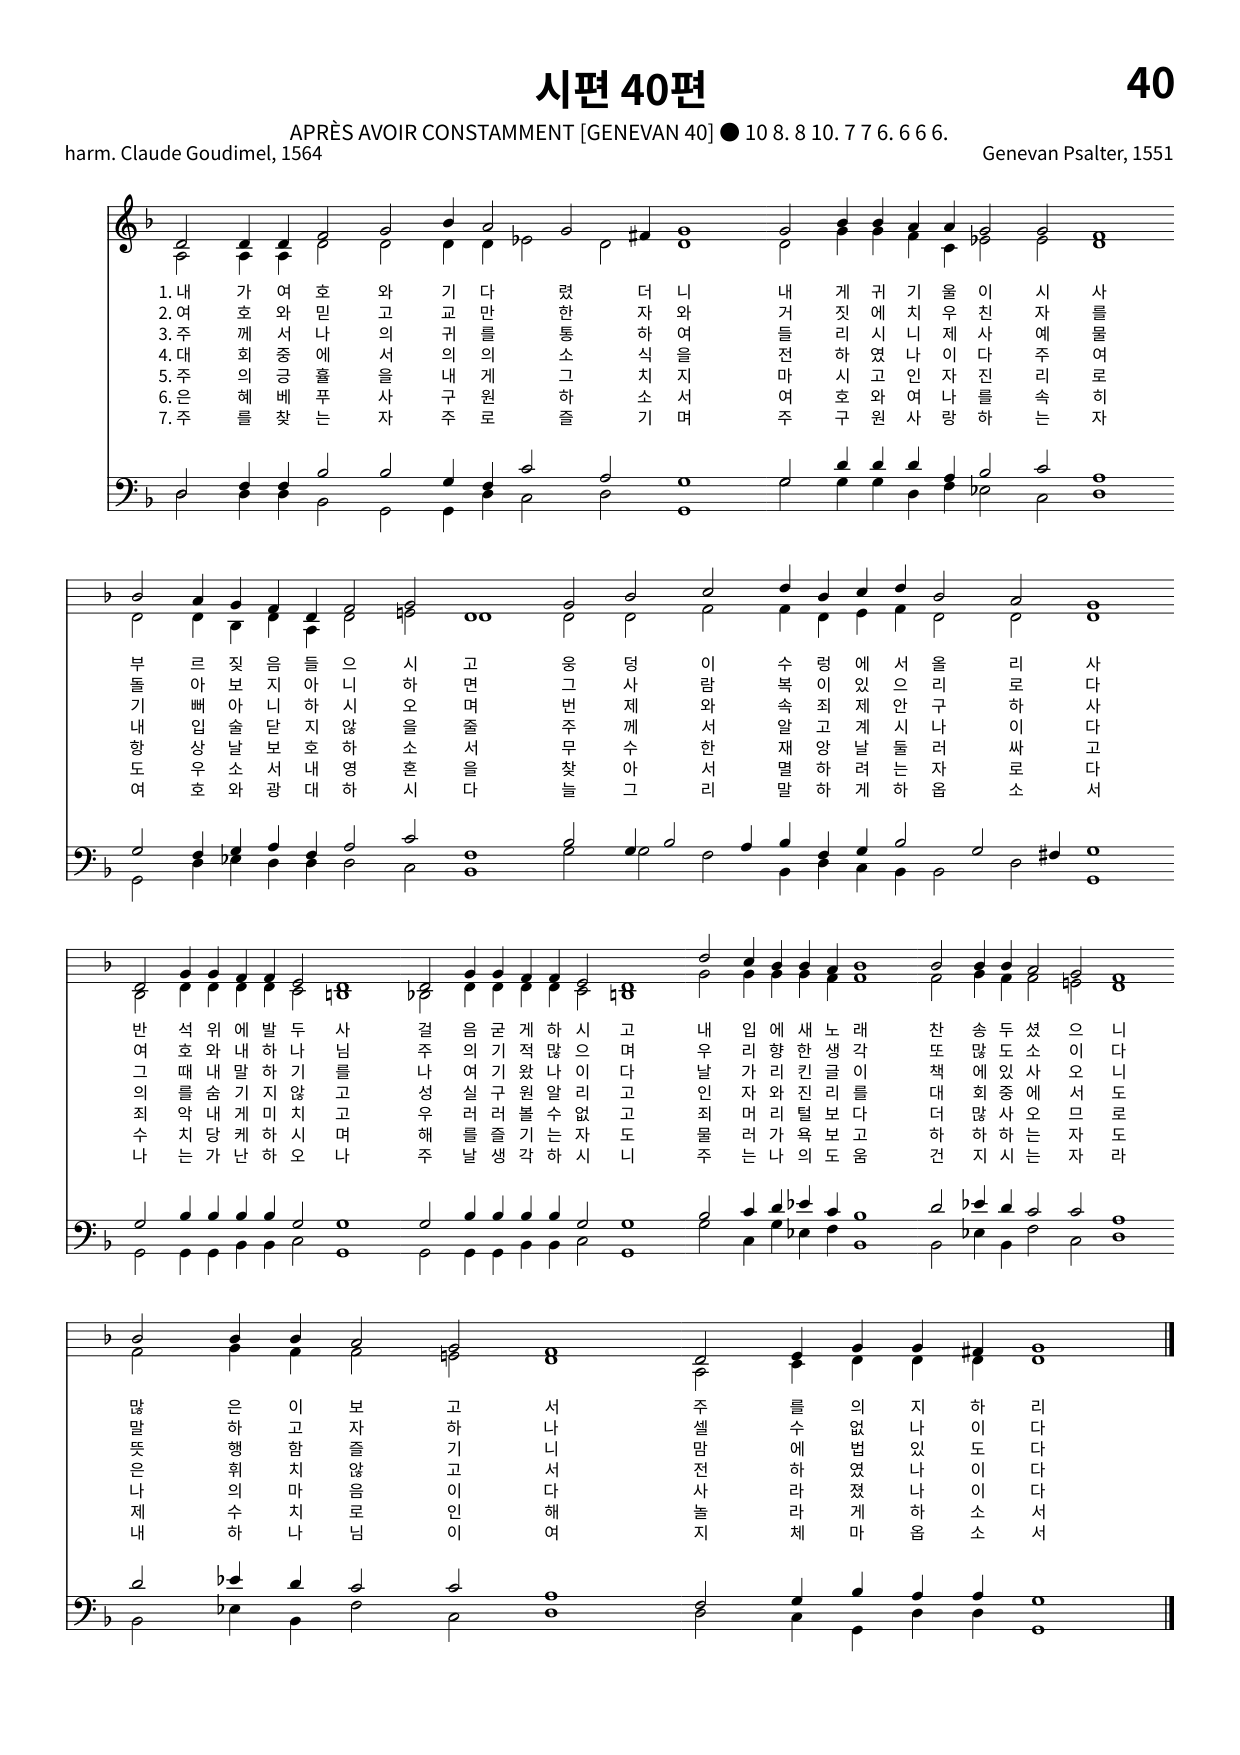 시편 40편
40
APRÈS AVOIR CONSTAMMENT [GENEVAN 40] ● 10 8. 8 10. 7 7 6. 6 6 6.
harm. Claude Goudimel, 1564
Genevan Psalter, 1551
1. 내 가 여 호 와 기 다 렸 더 니 내 게 귀 기 울 이 시 사
2. 여 호 와 믿 고 교 만 한 자 와 거 짓 에 치 우 친 자 를
3. 주 께 서 나 의 귀 를 통 하 여 들 리 시 니 제 사 예 물
4. 대 회 중 에 서 의 의 소 식 을 전 하 였 나 이 다 주 여
5. 주 의 긍 휼 을 내 게 그 치 지 마 시 고 인 자 진 리 로
6. 은 혜 베 푸 사 구 원 하 소 서 여 호 와 여 나 를 속 히
7. 주 를 찾 는 자 주 로 즐 기 며 주 구 원 사 랑 하 는 자
부 르 짖 음 들 으 시 고 웅 덩 이 수 렁 에 서 올 리 사
돌 아 보 지 아 니 하 면 그 사 람 복 이 있 으 리 로 다
기 뻐 아 니 하 시 오 며 번 제 와 속 죄 제 안 구 하 사
내 입 술 닫 지 않 을 줄 주 께 서 알 고 계 시 나 이 다
항 상 날 보 호 하 소 서 무 수 한 재 앙 날 둘 러 싸 고
도 우 소 서 내 영 혼 을 찾 아 서 멸 하 려 는 자 로 다
여 호 와 광 대 하 시 다 늘 그 리 말 하 게 하 옵 소 서
반 석 위 에 발 두 사 걸 음 굳 게 하 시 고 내 입 에 새 노 래 찬 송 두 셨 으 니
여 호 와 내 하 나 님 주 의 기 적 많 으 며 우 리 향 한 생 각 또 많 도 소 이 다
그 때 내 말 하 기 를 나 여 기 왔 나 이 다 날 가 리 킨 글 이 책 에 있 사 오 니
의 를 숨 기 지 않 고 성 실 구 원 알 리 고 인 자 와 진 리 를 대 회 중 에 서 도
죄 악 내 게 미 치 고 우 러 러 볼 수 없 고 죄 머 리 털 보 다 더 많 사 오 므 로
수 치 당 케 하 시 며 해 를 즐 기 는 자 도 물 러 가 욕 보 고 하 하 하 는 자 도
나 는 가 난 하 오 나 주 날 생 각 하 시 니 주 는 나 의 도 움 건 지 시 는 자 라
많 은 이 보 고 서 주 를 의 지 하 리
말 하 고 자 하 나 셀 수 없 나 이 다
뜻 행 함 즐 기 니 맘 에 법 있 도 다
은 휘 치 않 고 서 전 하 였 나 이 다
나 의 마 음 이 다 사 라 졌 나 이 다
제 수 치 로 인 해 놀 라 게 하 소 서
내 하 나 님 이 여 지 체 마 옵 소 서